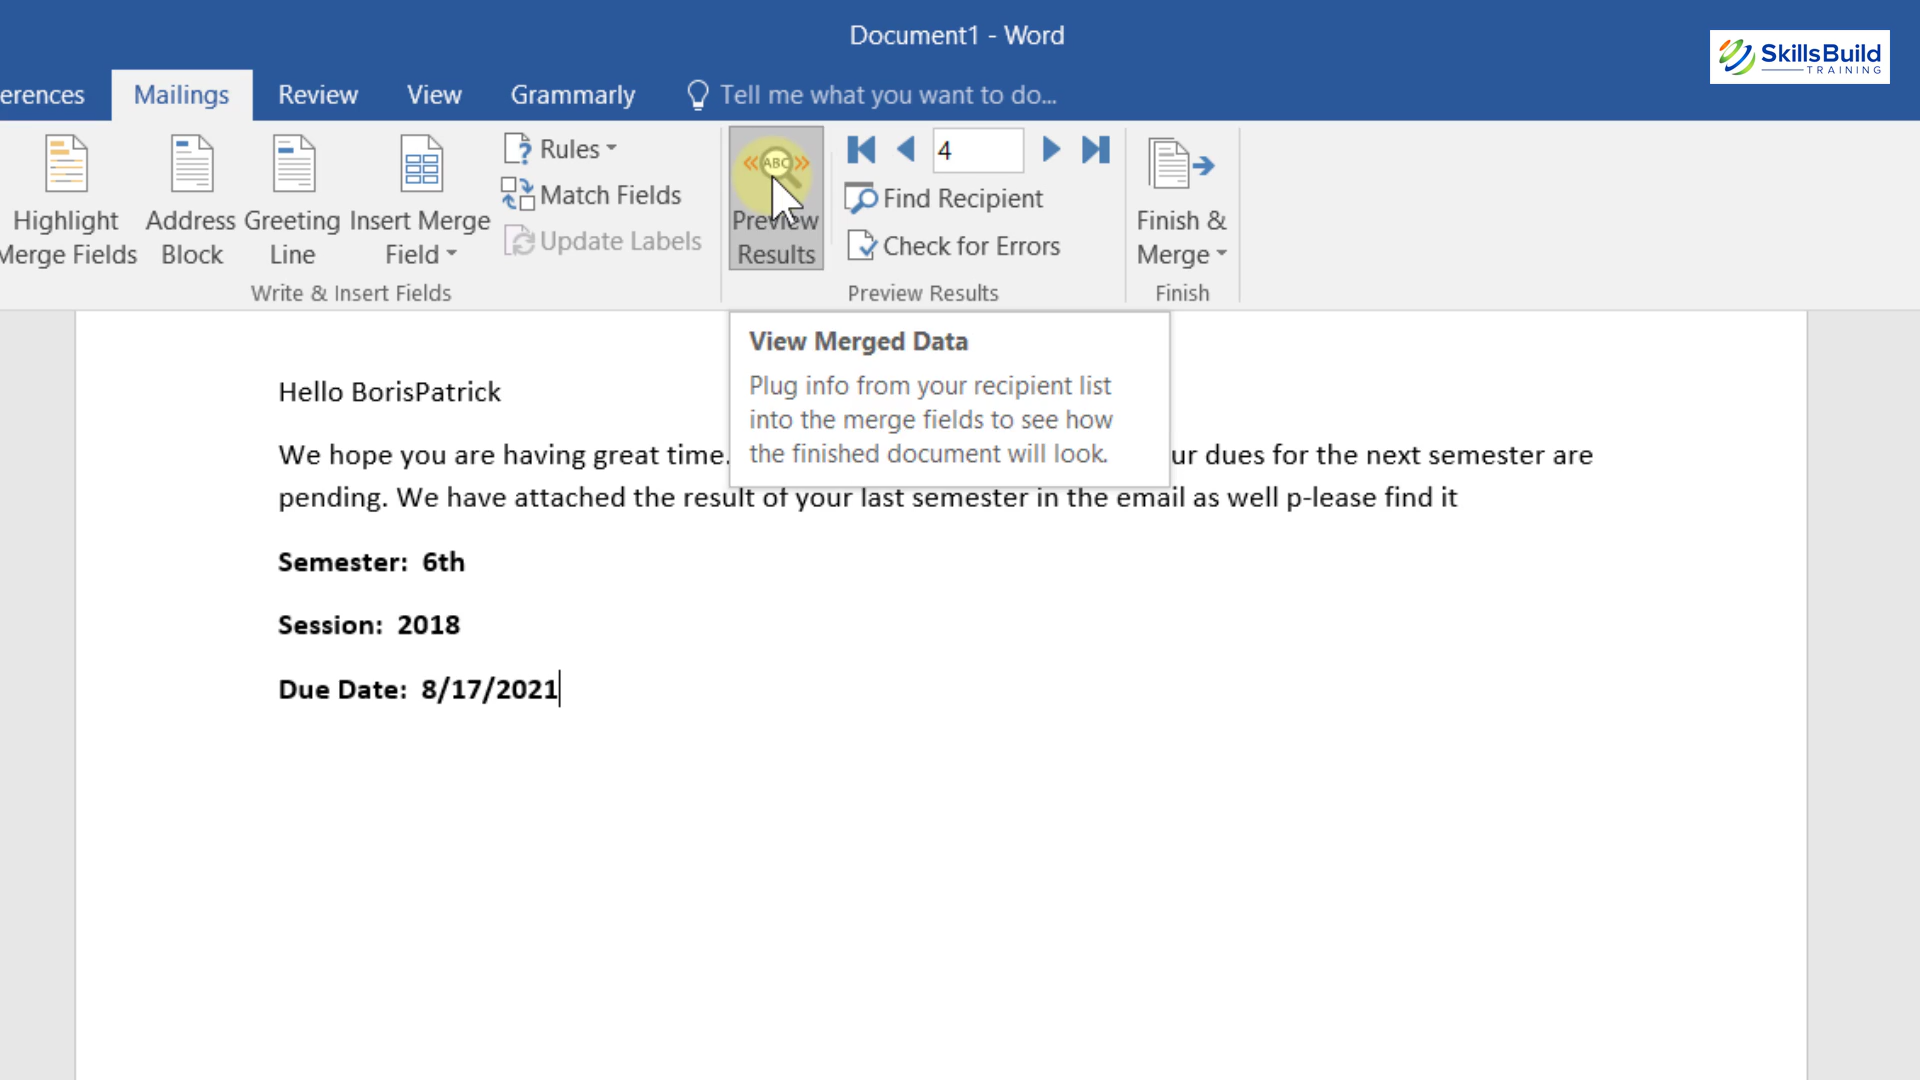 Document1 - Word
SkillsBuild
TRAINING
erences Mailings Review View Grammarly Tell me what you want to do...
Highlight
Merge Fields
Address
Block
Greeting
Line
Insert Merge
Field
Rules
Match Fields
Update Labels
Write & Insert Fields
ABC
Preview
Results
4
Find Recipient
Check for Errors
Preview Results
Finish &
Merge
Finish
View Merged Data
Plug info from your recipient list
into the merge fields to see how
the finished document will look.
Hello BorisPatrick
We hope you are having great time. ur dues for the next semester are
pending. We have attached the result of your last semester in the email as well p-lease find it
Semester: 6th
Session: 2018
Due Date: 8/17/2021